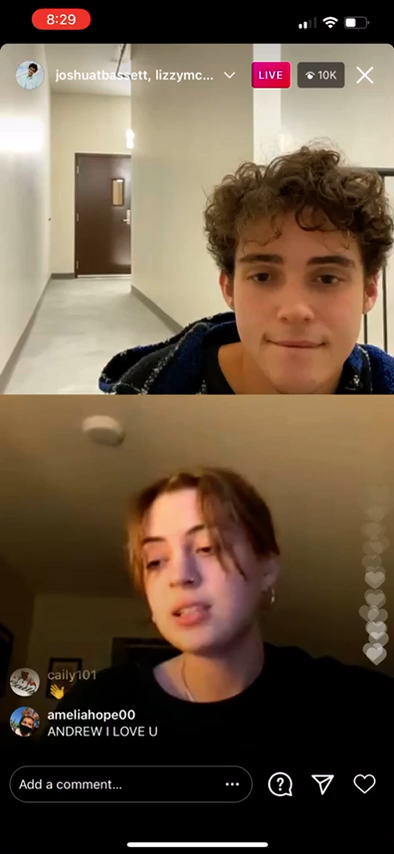 8:29
joshuatbassett, lizzymc...
LIVE
10K
caily101
👋
ameliahope00
ANDREW I LOVE U
Add a comment...